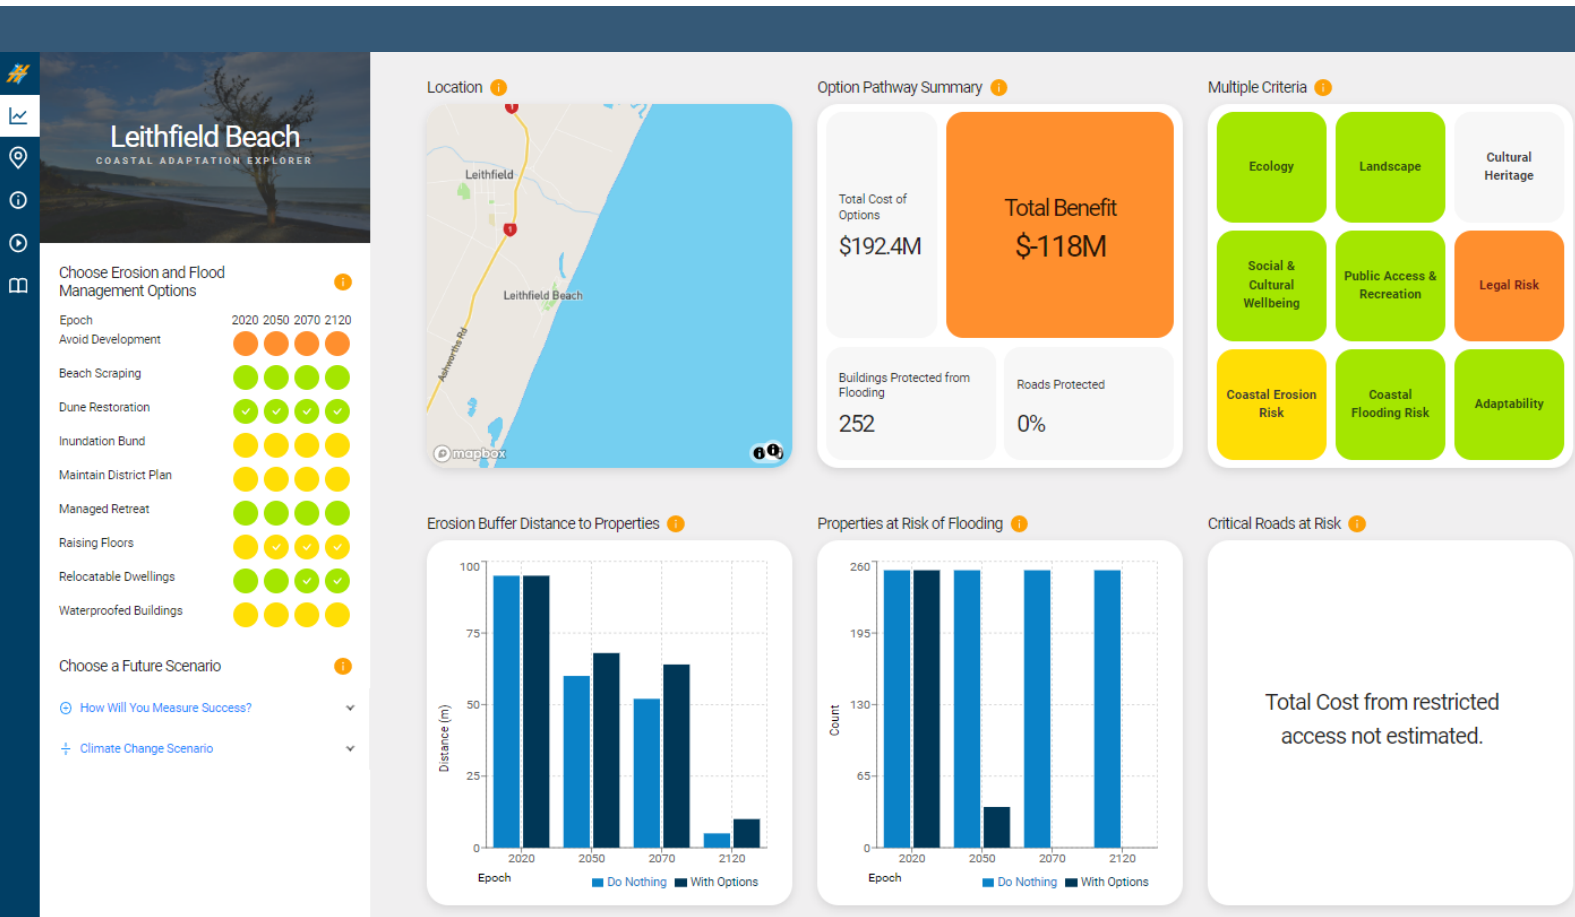 Leithfield Beach
COASTAL ADAPTATION EXPLORER
Choose Erosion and Flood
Management Options
Epoch 2020 2050 2070 2120
Avoid Development
Beach Scraping
Dune Restoration
Inundation Bund
Maintain District Plan
Managed Retreat
Raising Floors
Relocatable Dwellings
Waterproofed Buildings
Choose a Future Scenario
How Will You Measure Success?
Climate Change Scenario
Location
1
Leithfield
1
Leithfield Beach
Ashworths Rd
mapbox
Option Pathway Summary
Total Cost of
Options
$192.4M
Total Benefit
$-118M
Buildings Protected from
Flooding
252
Roads Protected
0%
Multiple Criteria
Ecology
Landscape
Cultural
Heritage
Social &
Cultural
Wellbeing
Public Access &
Recreation
Legal Risk
Coastal Erosion
Risk
Coastal
Flooding Risk
Adaptability
Erosion Buffer Distance to Properties
100
75
50
25
0
Distance (m)
2020 2050 2070 2120
Epoch
Do Nothing With Options
Properties at Risk of Flooding
260
195
130
65
0
Count
2020 2050 2070 2120
Epoch
Do Nothing With Options
Critical Roads at Risk
Total Cost from restricted
access not estimated.